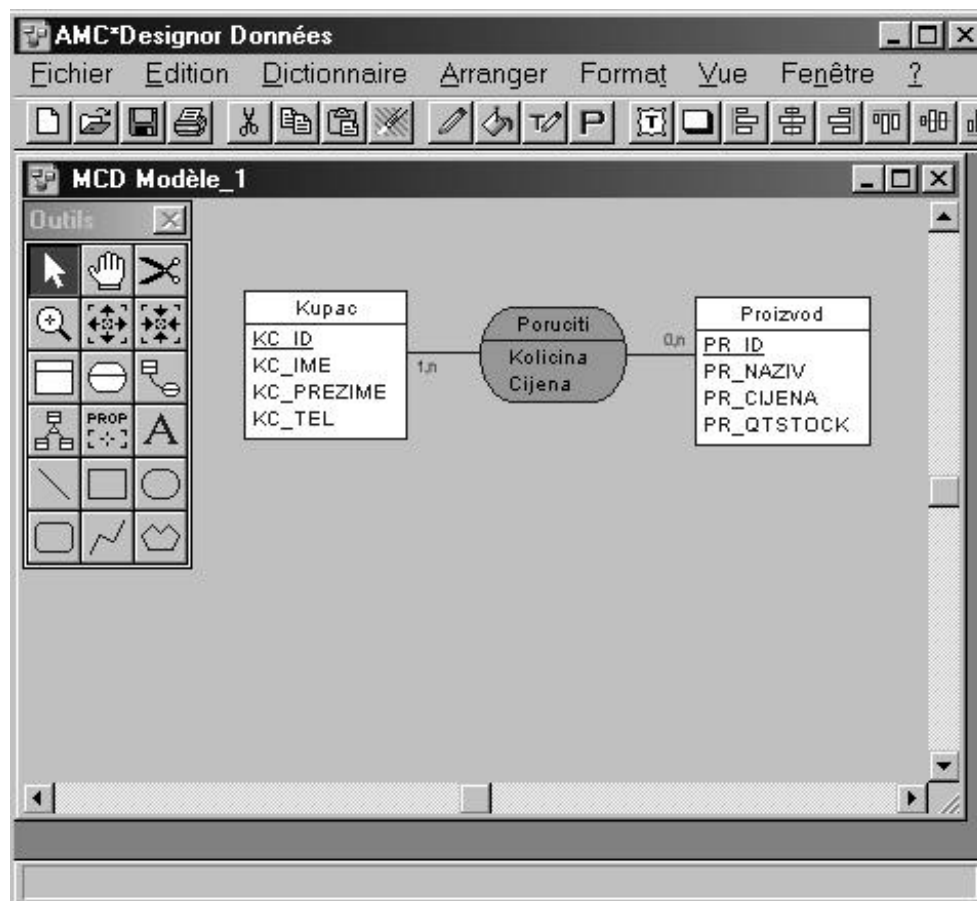 AMC*Designor Données
Fichier Edition Dictionnaire Arranger Format Vue Fenêtre ?
MCD Modèle_1
Outils
PROP
A
Kupac
KC_ID
KC_IME
KC_PREZIME
KC_TEL
1,n
Poruciti
Kolicina
Cijena
0,n
Proizvod
PR_ID
PR_NAZIV
PR_CIJENA
PR_QTSTOCK